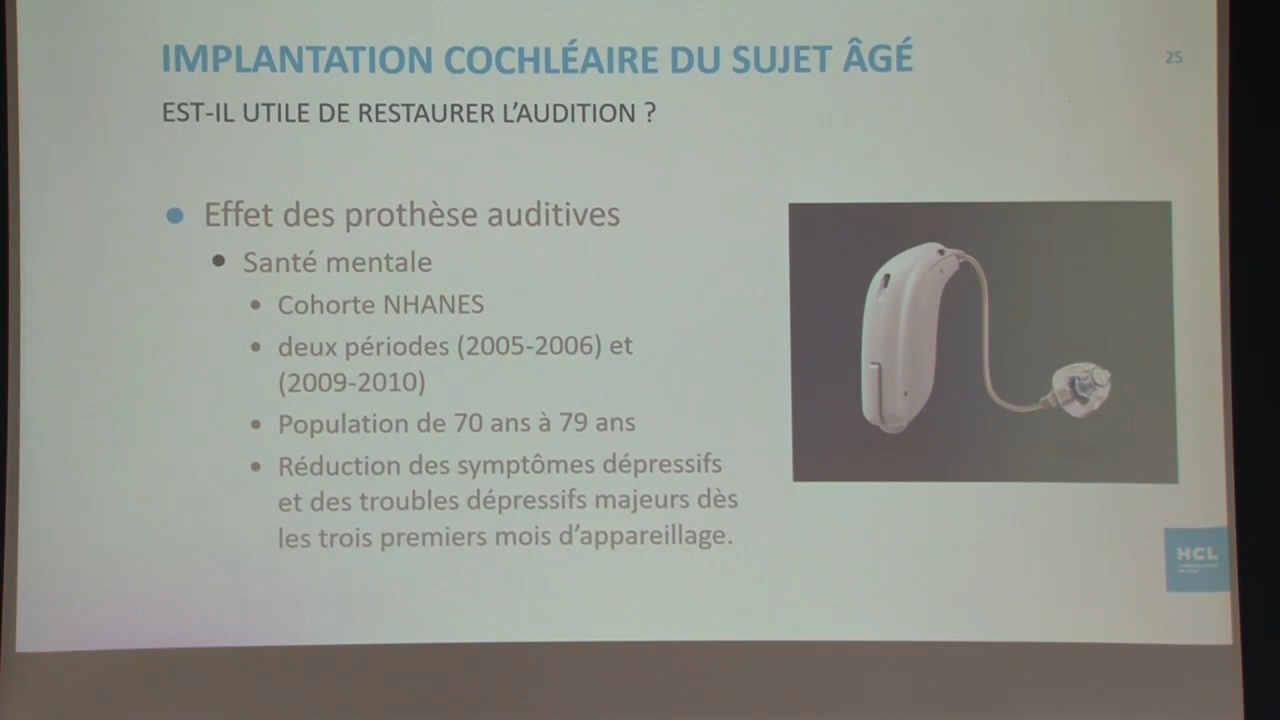 IMPLANTATION COCHLÉAIRE DU SUJET ÂGÉ
25
EST-IL UTILE DE RESTAURER L'AUDITION ?
Effet des prothèse auditives
Santé mentale
Cohorte NHANES
deux périodes (2005-2006) et
(2009-2010)
Population de 70 ans à 79 ans
Réduction des symptômes dépressifs
et des troubles dépressifs majeurs dès
les trois premiers mois d'appareillage.
HCL